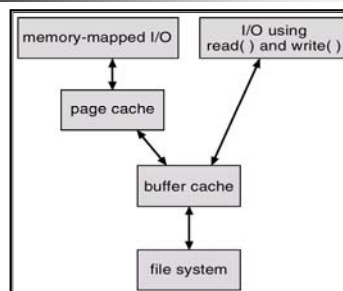 memory-mapped I/O
I/O using
read( ) and write( )
page cache
buffer cache
file system